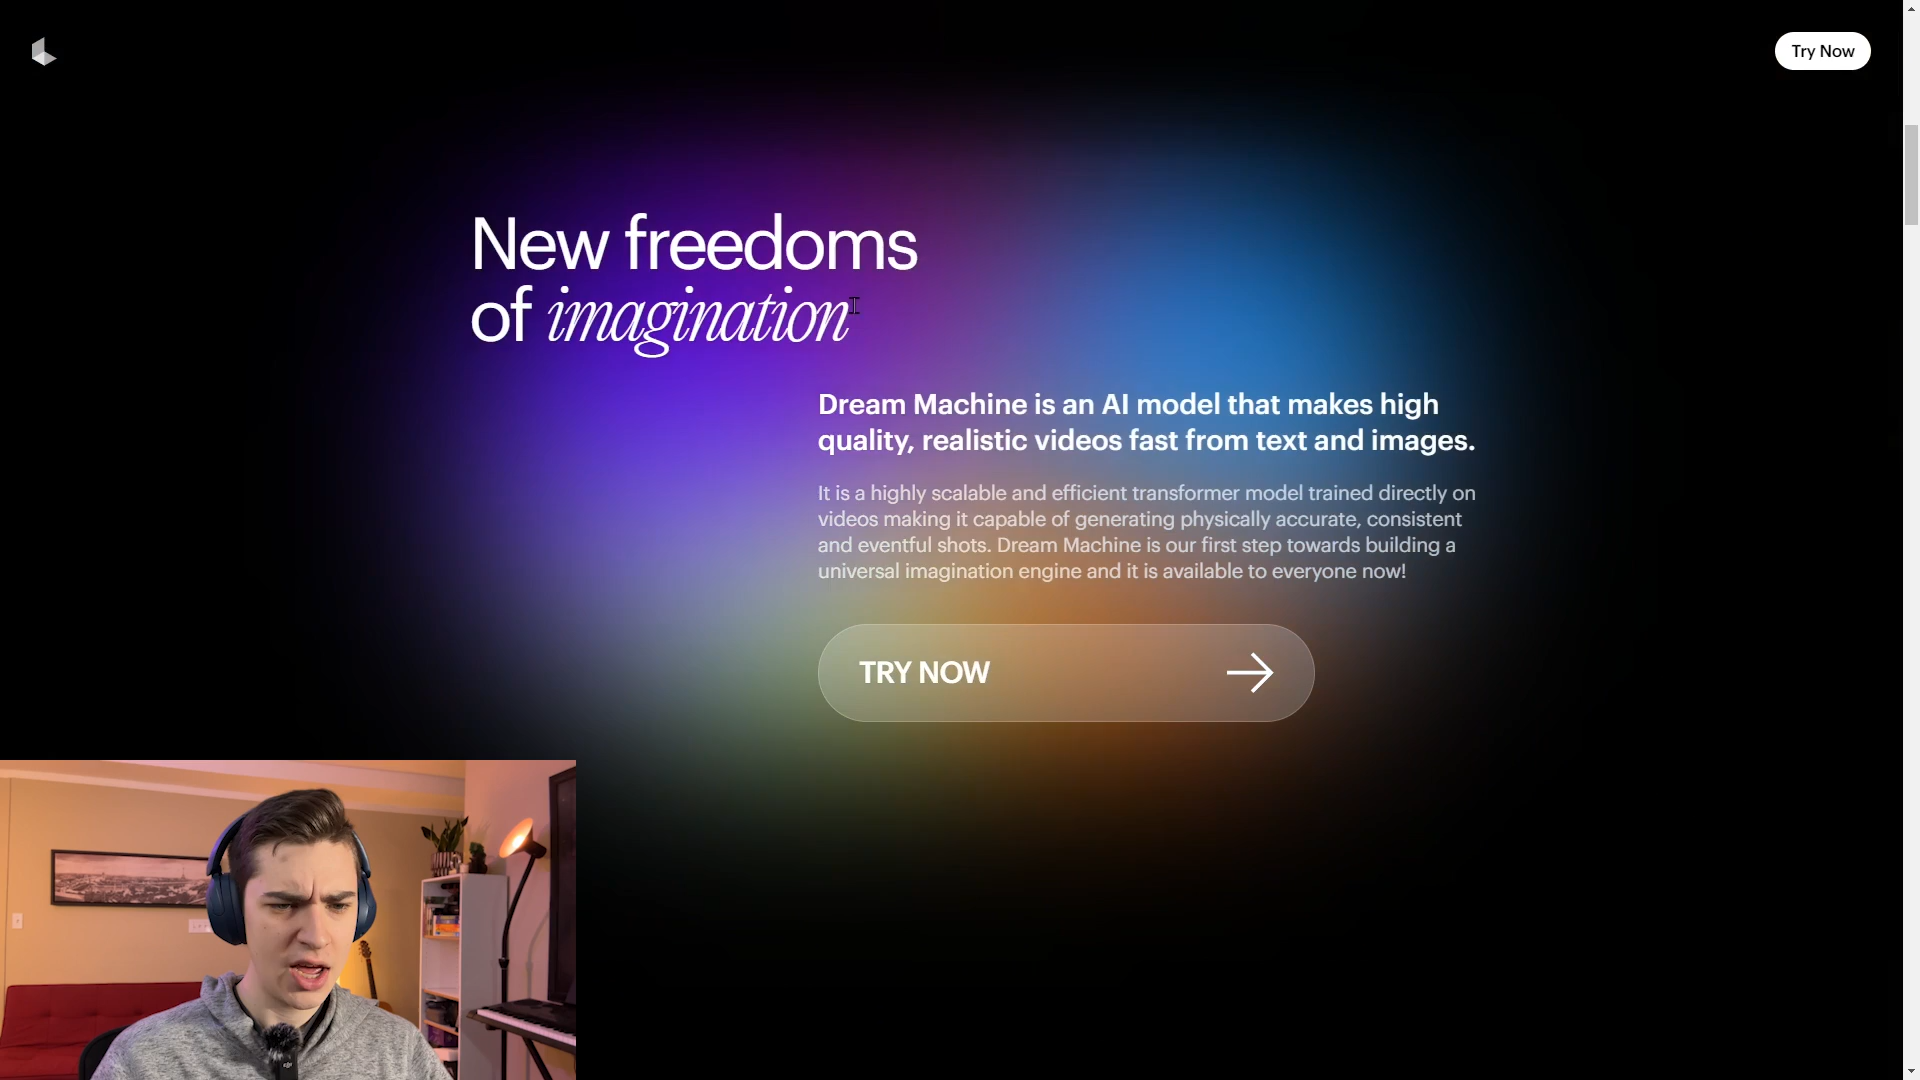 Try Now
New freedoms
of imagination
Dream Machine is an AI model that makes high
quality, realistic videos fast from text and images.
It is a highly scalable and efficient transformer model trained directly on
videos making it capable of generating physically accurate, consistent
and eventful shots. Dream Machine is our first step towards building a
universal imagination engine and it is available to everyone now!
TRY NOW